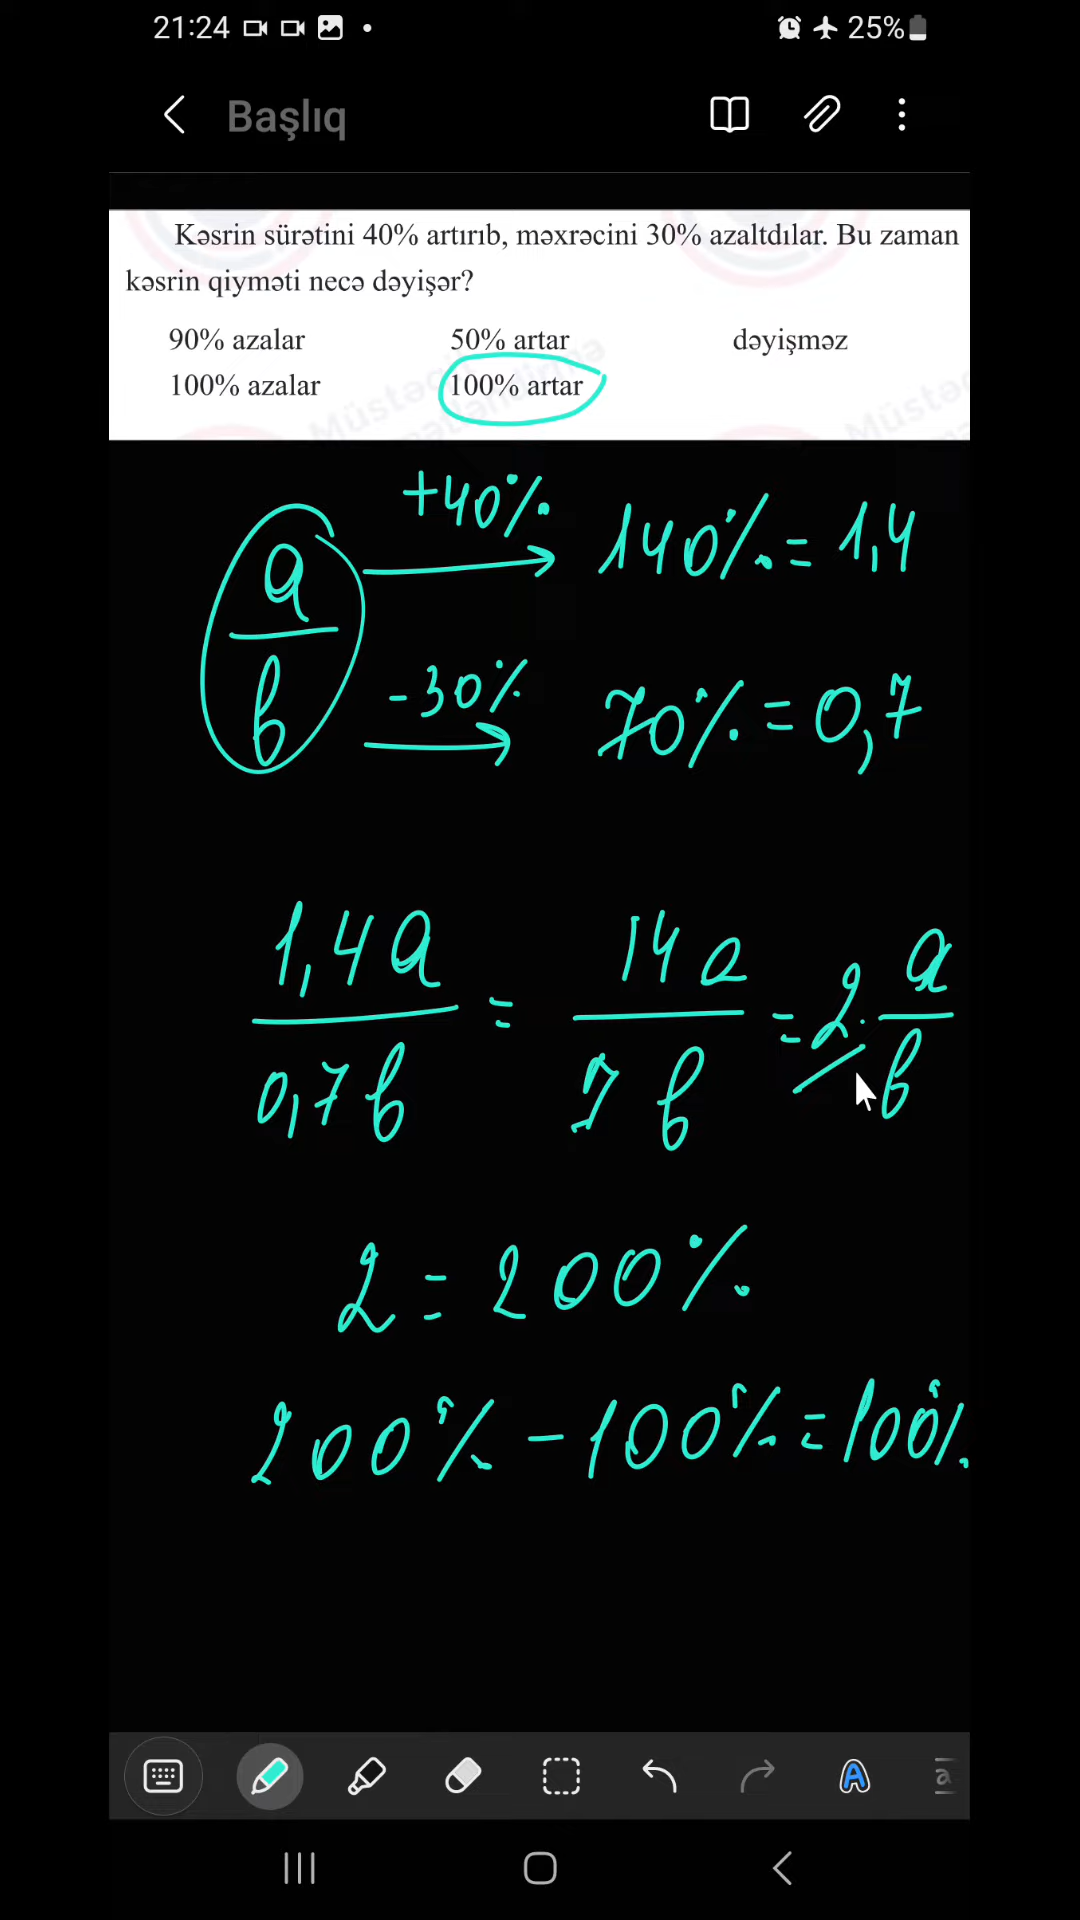 21:24 25%
Başlıq
Kəsrin sürətini 40% artırıb, məxrəcini 30% azaltdılar. Bu zaman
kəsrin qiyməti necə dəyişər?
90% azalar 50% artar dəyişməz
100% azalar 100% artar
a/b +40% 140% = 1,4
-30% 70% = 0,7
1,4a/0,7b = 14a/7b = 2·a/b
2 = 200%
200% - 100% = 100%